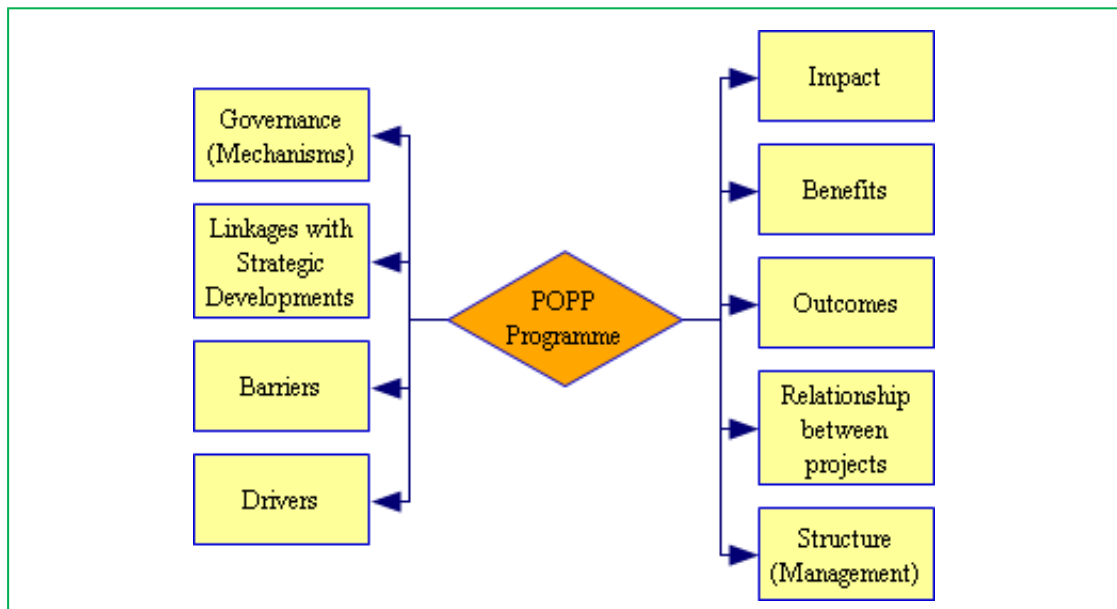 Governance
(Mechanisms)
Linkages with
Strategic
Developments
Barriers
Drivers
POPP
Programme
Impact
Benefits
Outcomes
Relationship
between
projects
Structure
(Management)